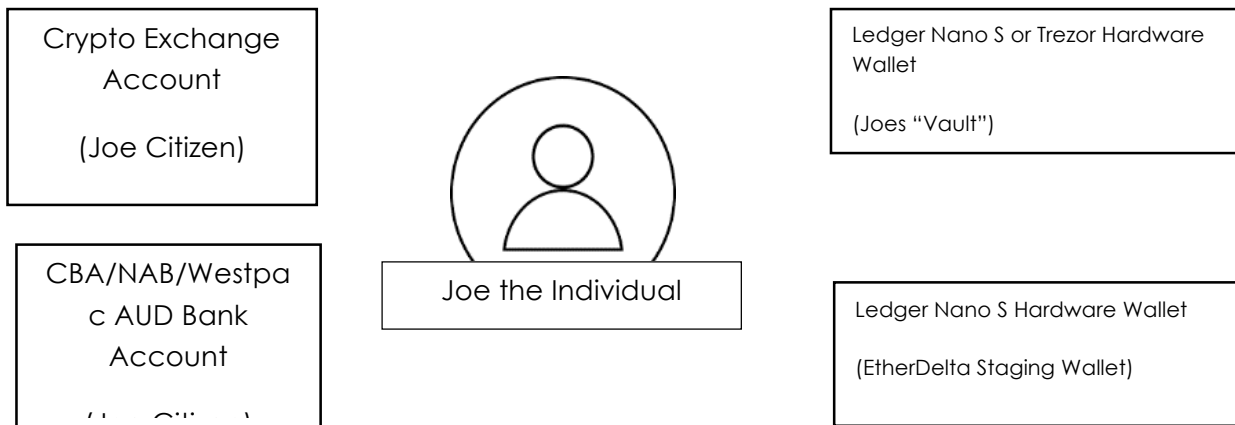 Crypto Exchange
Account
(Joe Citizen)
CBA/NAB/Westpa
c AUD Bank
Account
Joe the Individual
Ledger Nano S or Trezor Hardware
Wallet
(Joes “Vault”)
Ledger Nano S Hardware Wallet
(EtherDelta Staging Wallet)